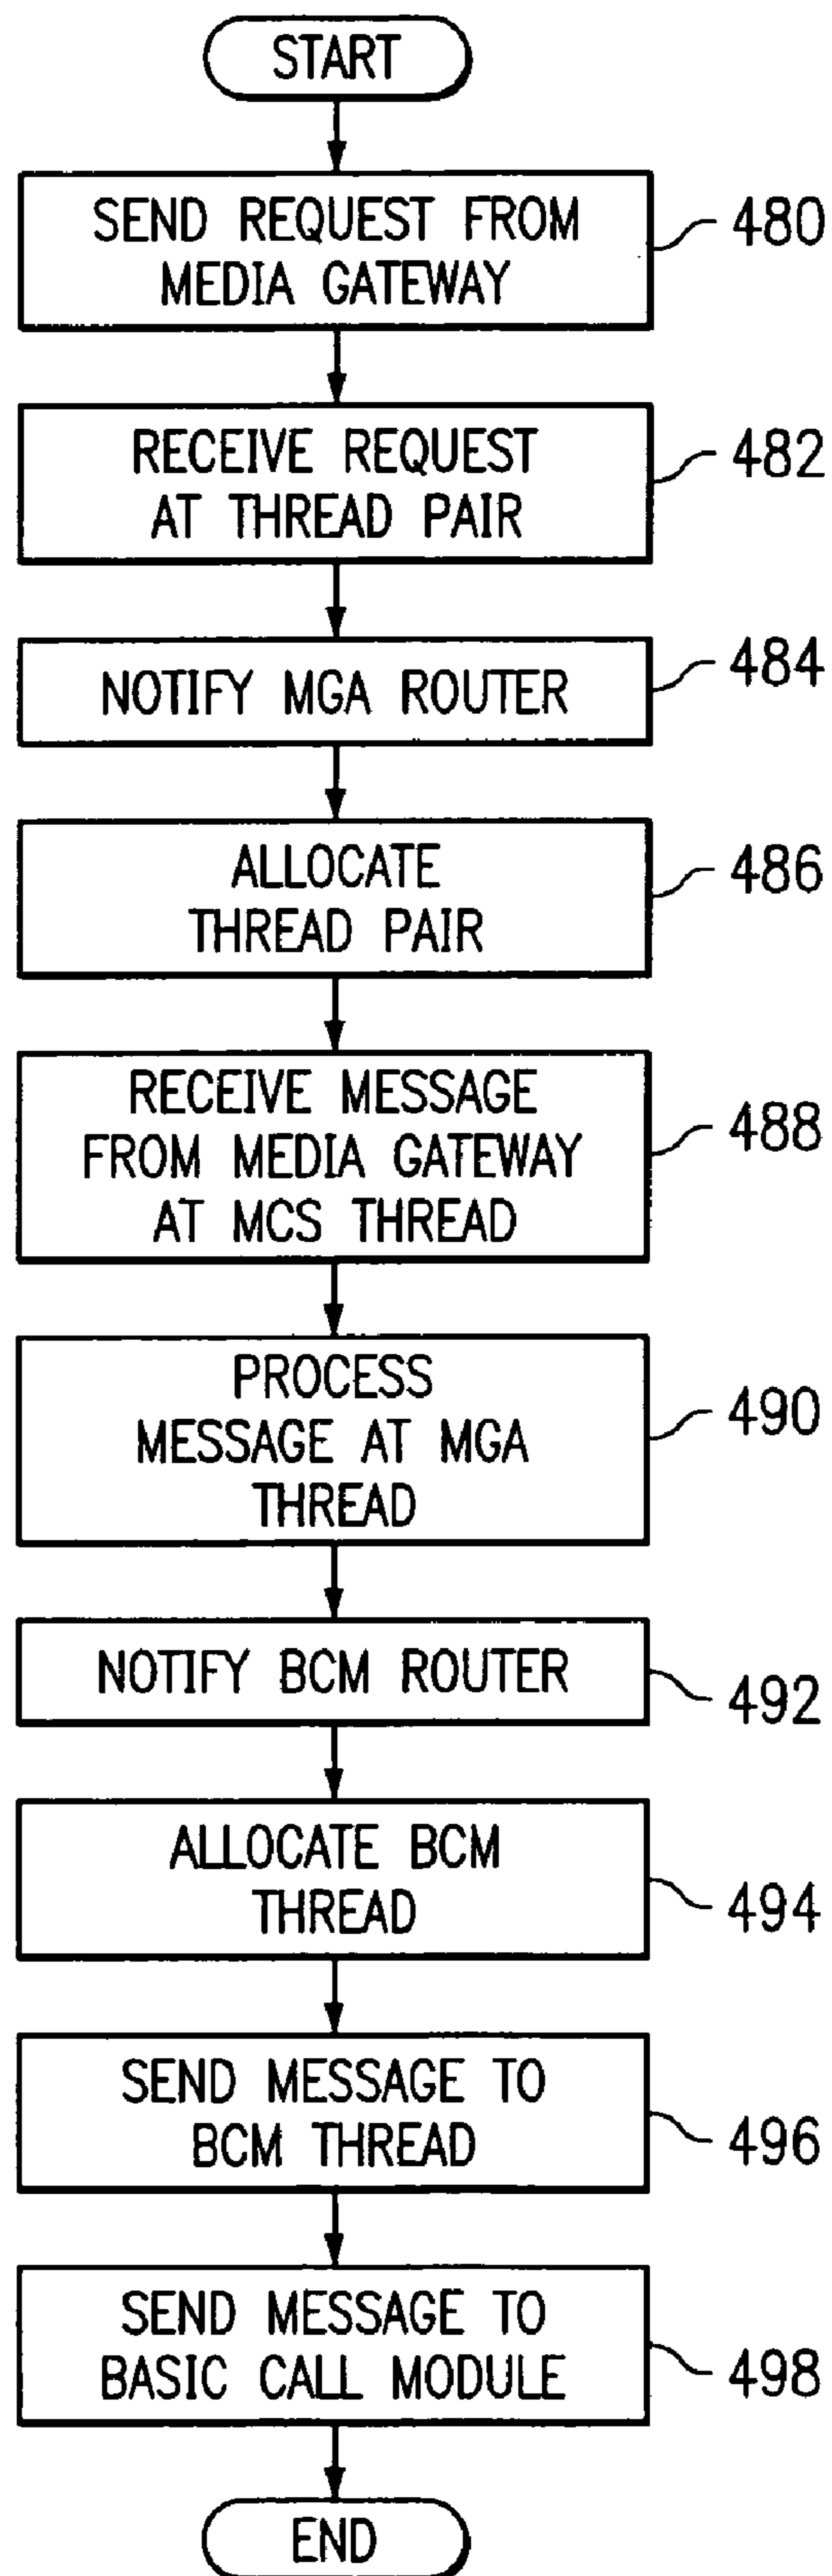 START
SEND REQUEST FROM
MEDIA GATEWAY
480
RECEIVE REQUEST
AT THREAD PAIR
482
NOTIFY MGA ROUTER
484
ALLOCATE
THREAD PAIR
486
RECEIVE MESSAGE
FROM MEDIA GATEWAY
AT MCS THREAD
488
PROCESS
MESSAGE AT MGA
THREAD
490
NOTIFY BCM ROUTER
492
ALLOCATE BCM
THREAD
494
SEND MESSAGE TO
BCM THREAD
496
SEND MESSAGE TO
BASIC CALL MODULE
498
END